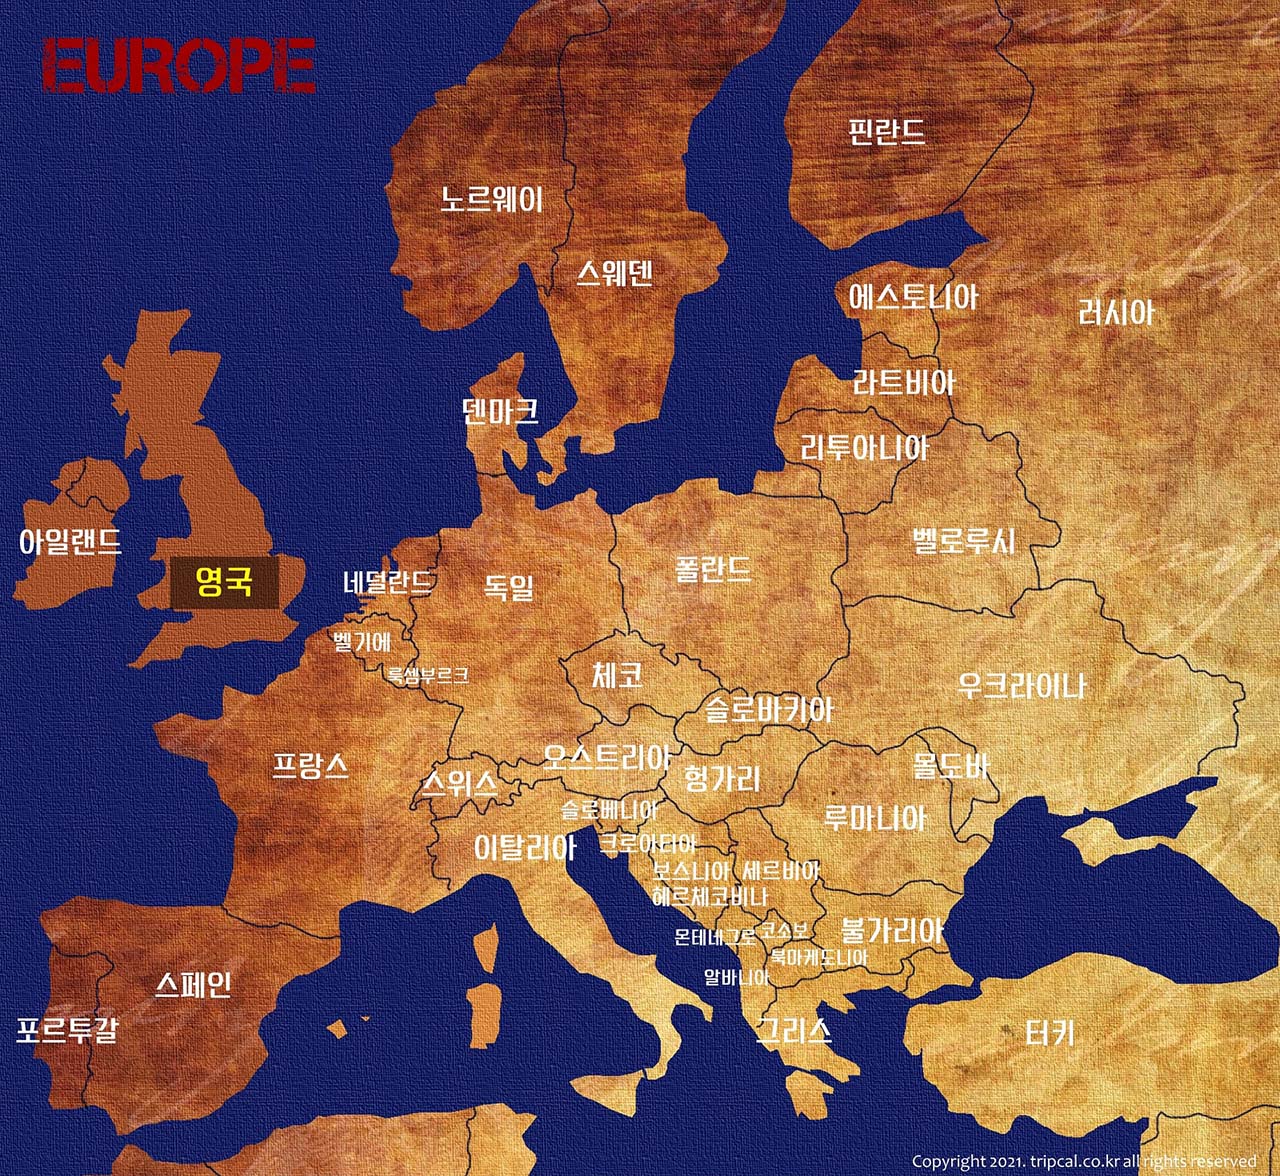 EUROPE
핀란드
노르웨이
스웨덴
에스토니아
러시아
라트비아
덴마크
리투아니아
아일랜드
벨로루시
영국
네덜란드
독일
폴란드
벨기에
룩셈부르크
체코
우크라이나
슬로바키아
프랑스
스위스
오스트리아
헝가리
몰도바
슬로베니아
루마니아
이탈리아
크로아티아
보스니아 세르비아
헤르체코비나
몬테네그로
코소보
불가리아
북마케도니아
알바니아
스페인
포르투갈
그리스
터키
Copyright 2021. tripcal.co.kr all rights reserved